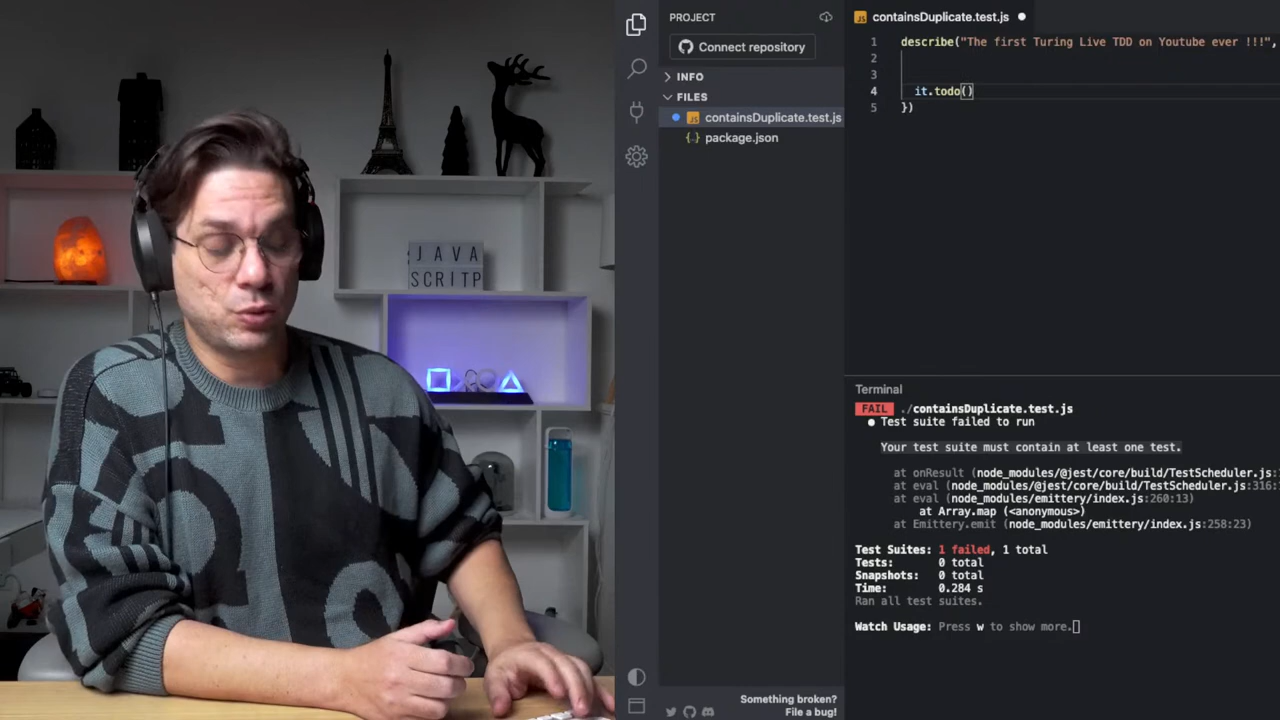 JAVA
SCRITP
PROJECT
Connect repository
INFO
FILES
JS containsDuplicate.test.js
{..} package.json
Something broken?
File a bug!
JS containsDuplicate.test.js
1 describe("The first Turing Live TDD on Youtube ever !!!",
2
3
4 it.todo()
5 })
Terminal
FAIL ./containsDuplicate.test.js
● Test suite failed to run
Your test suite must contain at least one test.
at onResult (node_modules/@jest/core/build/TestScheduler.js:
at eval (node_modules/@jest/core/build/TestScheduler.js:316:
at eval (node_modules/emittery/index.js:260:13)
at Array.map (<anonymous>)
at Emittery.emit (node_modules/emittery/index.js:258:23)
Test Suites: 1 failed, 1 total
Tests: 0 total
Snapshots: 0 total
Time: 0.284 s
Ran all test suites.
Watch Usage: Press w to show more.